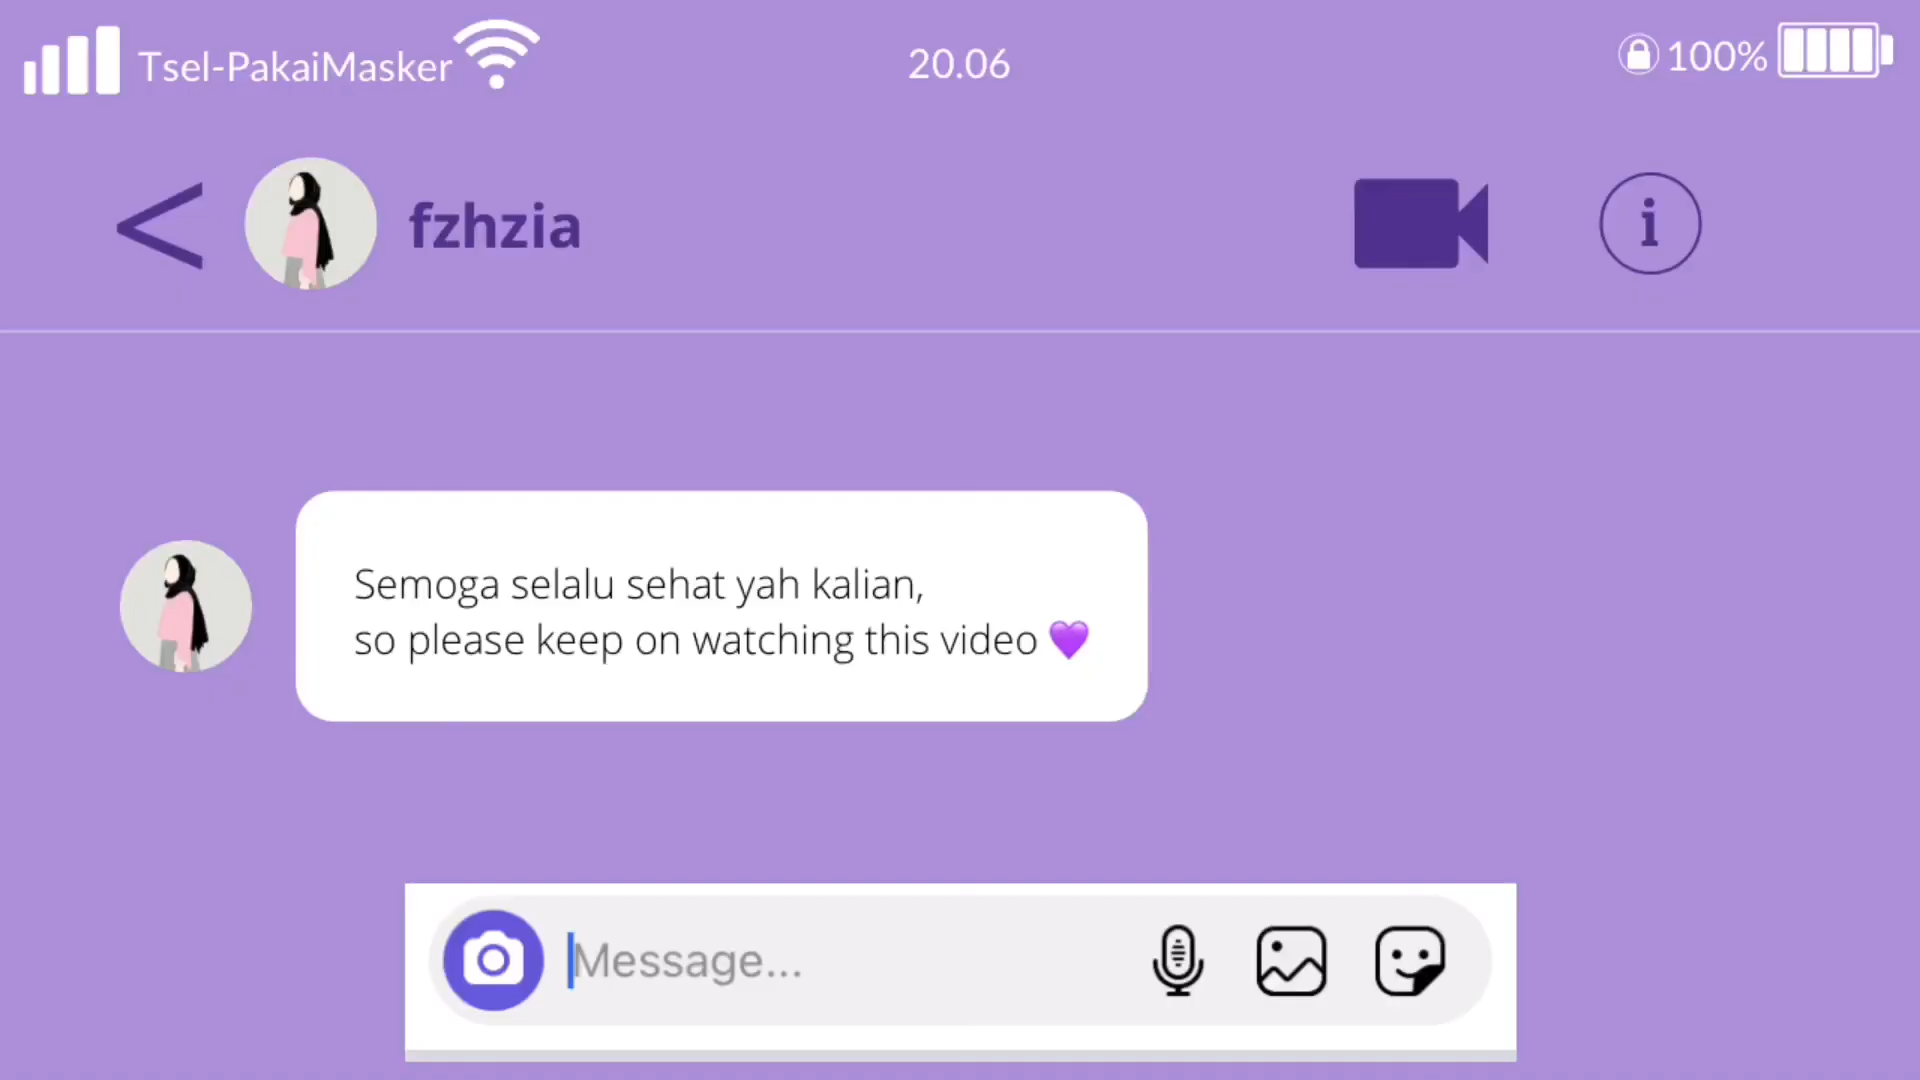 Tsel-PakaiMasker
20.06
100%
fzhzia
Semoga selalu sehat yah kalian,
so please keep on watching this video 💜
Message...